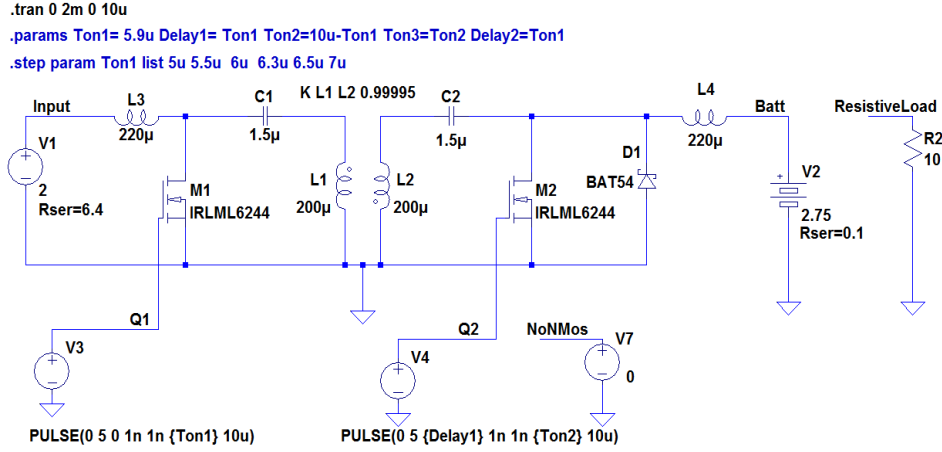 .tran 0 2m 0 10u
.params Ton1= 5.9u Delay1= Ton1 Ton2=10u-Ton1 Ton3=Ton2 Delay2=Ton1
.step param Ton1 list 5u 5.5u 6u 6.3u 6.5u 7u
Input
L3
220µ
C1
1.5µ
K L1 L2 0.99995
C2
1.5µ
L4
220µ
Batt
ResistiveLoad
V1
2
Rser=6.4
M1
IRLML6244
L1
200µ
L2
200µ
M2
IRLML6244
D1
BAT54
V2
2.75
Rser=0.1
R2
10
Q1
V3
PULSE(0 5 0 1n 1n {Ton1} 10u)
Q2
V4
PULSE(0 5 {Delay1} 1n 1n {Ton2} 10u)
NoNMos
V7
0